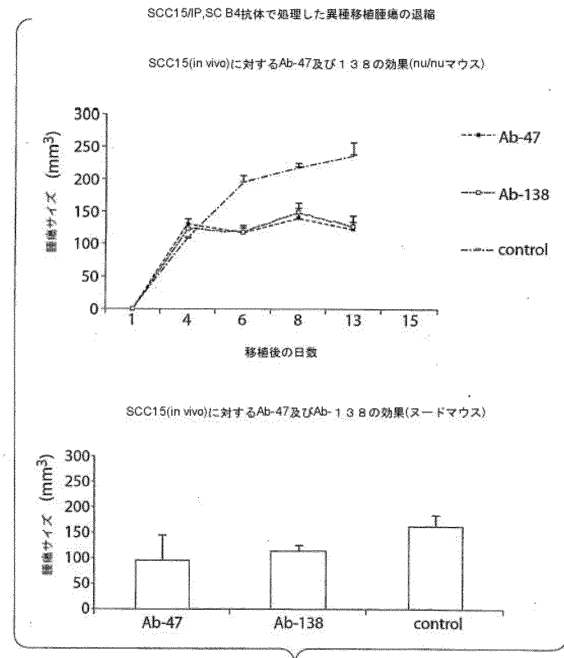 SCC15/IP,SC B4抗体で処理した異種移植腫瘍の退縮
SCC15(in vivo)に対するAb-47及び138の効果(nu/nuマウス)
腫瘍サイズ (mm³)
300
250
200
150
100
50
0
1 4 6 8 13 15
移植後の日数
Ab-47
Ab-138
control
SCC15(in vivo)に対するAb-47及びAb-138の効果(ヌードマウス)
腫瘍サイズ (mm³)
300
250
200
150
100
50
0
Ab-47 Ab-138 control